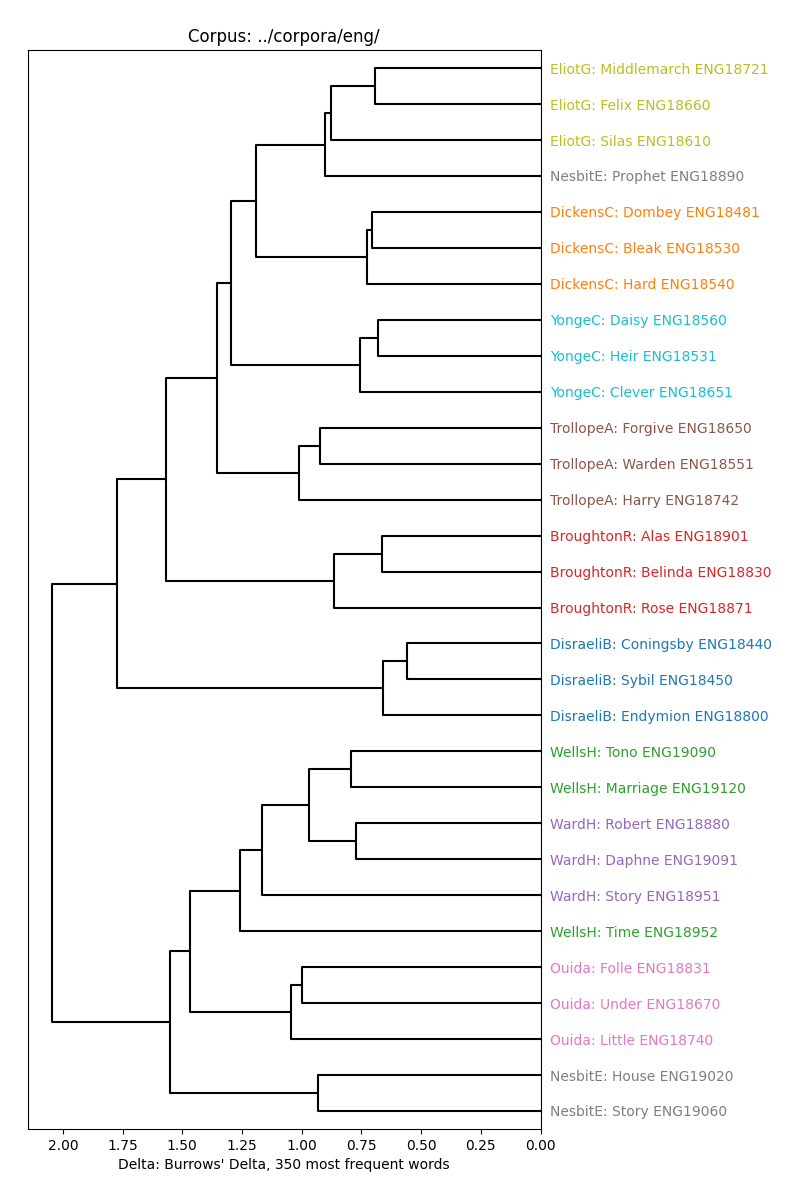 Corpus: ../corpora/eng/
EliotG: Middlemarch ENG18721
EliotG: Felix ENG18660
EliotG: Silas ENG18610
NesbitE: Prophet ENG18890
DickensC: Dombey ENG18481
DickensC: Bleak ENG18530
DickensC: Hard ENG18540
YongeC: Daisy ENG18560
YongeC: Heir ENG18531
YongeC: Clever ENG18651
TrollopeA: Forgive ENG18650
TrollopeA: Warden ENG18551
TrollopeA: Harry ENG18742
BroughtonR: Alas ENG18901
BroughtonR: Belinda ENG18830
BroughtonR: Rose ENG18871
DisraeliB: Coningsby ENG18440
DisraeliB: Sybil ENG18450
DisraeliB: Endymion ENG18800
WellsH: Tono ENG19090
WellsH: Marriage ENG19120
WardH: Robert ENG18880
WardH: Daphne ENG19091
WardH: Story ENG18951
WellsH: Time ENG18952
Ouida: Folle ENG18831
Ouida: Under ENG18670
Ouida: Little ENG18740
NesbitE: House ENG19020
NesbitE: Story ENG19060
2.00 1.75 1.50 1.25 1.00 0.75 0.50 0.25 0.00
Delta: Burrows' Delta, 350 most frequent words